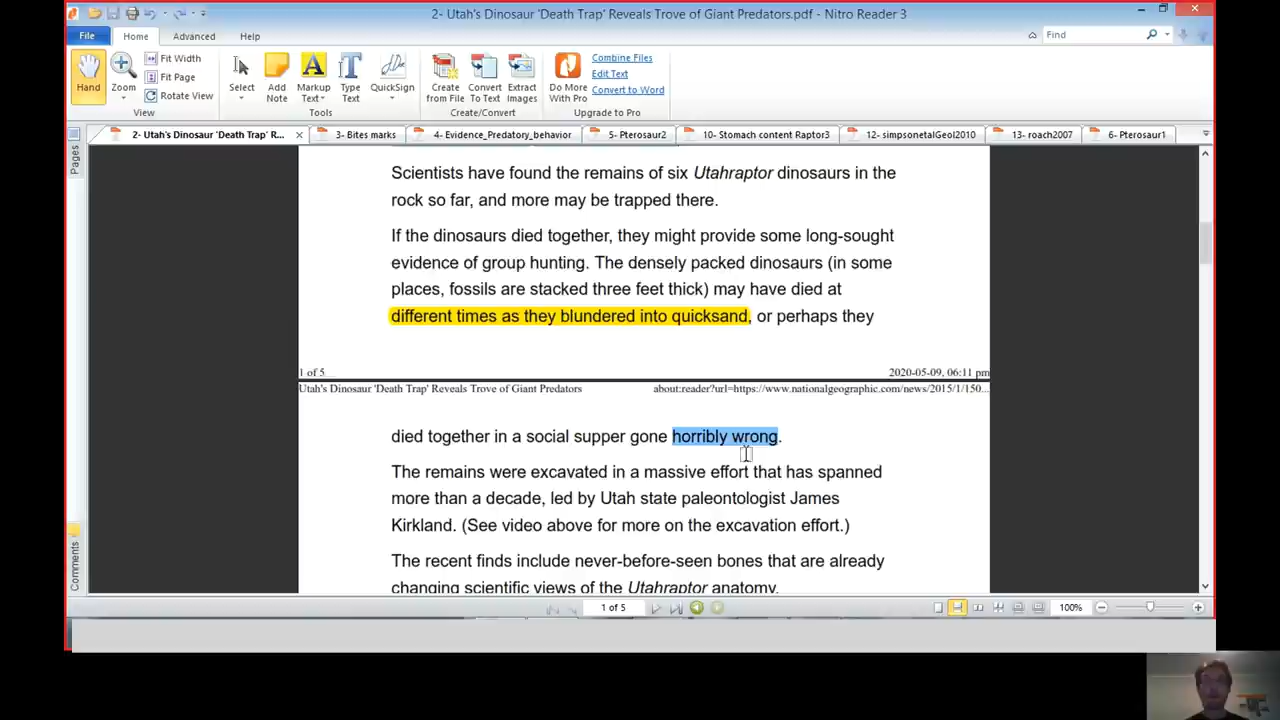 2- Utah's Dinosaur 'Death Trap' Reveals Trove of Giant Predators.pdf - Nitro Reader 3
File Home Advanced Help Find
Hand Zoom Fit Width Fit Page Rotate View View
Select Add Note Markup Text Type Text QuickSign Tools
Create from File Convert To Text Extract Images Create/Convert
Do More With Pro Combine Files Edit Text Convert to Word Upgrade to Pro
2- Utah's Dinosaur 'Death Trap' R... 3- Bites marks 4- Evidence_Predatory_behavior 5- Pterosaur2 10- Stomach content Raptor3 12- simpsonetalGeol2010 13- roach2007 6- Pterosaur1
Pages
Scientists have found the remains of six Utahraptor dinosaurs in the
rock so far, and more may be trapped there.
If the dinosaurs died together, they might provide some long-sought
evidence of group hunting. The densely packed dinosaurs (in some
places, fossils are stacked three feet thick) may have died at
different times as they blundered into quicksand, or perhaps they
1 of 5 2020-05-09, 06:11 pm
Utah's Dinosaur 'Death Trap' Reveals Trove of Giant Predators about:reader?url=https://www.nationalgeographic.com/news/2015/1/150...
died together in a social supper gone horribly wrong.
The remains were excavated in a massive effort that has spanned
more than a decade, led by Utah state paleontologist James
Kirkland. (See video above for more on the excavation effort.)
The recent finds include never-before-seen bones that are already
changing scientific views of the Utahraptor anatomy.
Comments
1 of 5 100%